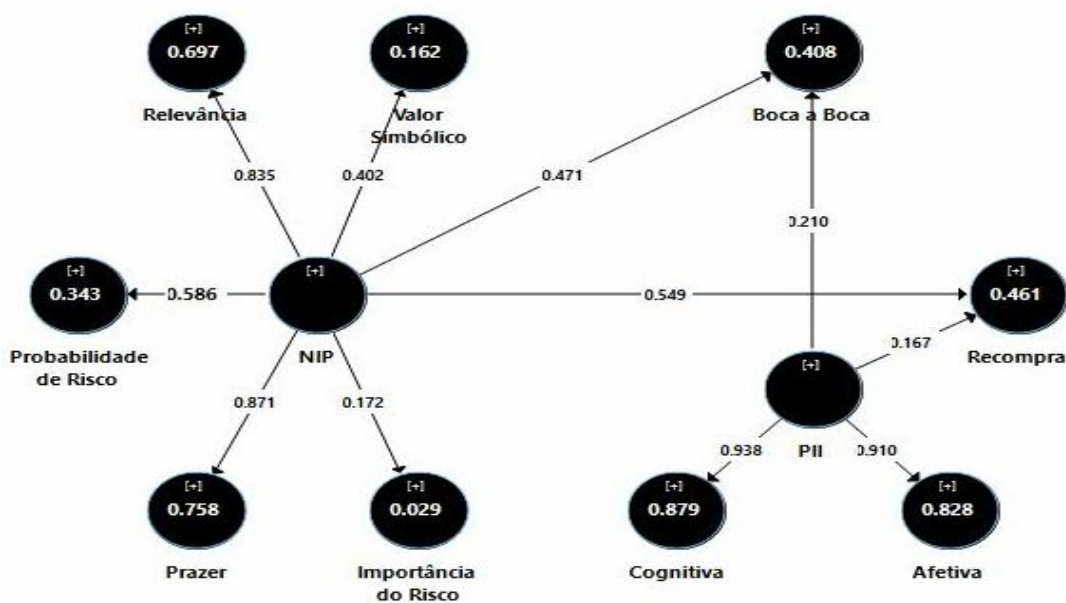 [+]
0.697
Relevância
[+]
0.162
Valor
Simbólico
[+]
0.408
Boca a Boca
0.835
0.402
0.471
0.210
[+]
0.343
Probabilidade
de Risco
0.586
[+]
NIP
0.549
[+]
0.461
Recompra
0.167
[+]
PII
0.871
0.172
0.938
0.910
[+]
0.758
Prazer
[+]
0.029
Importância
do Risco
[+]
0.879
Cognitiva
[+]
0.828
Afetiva